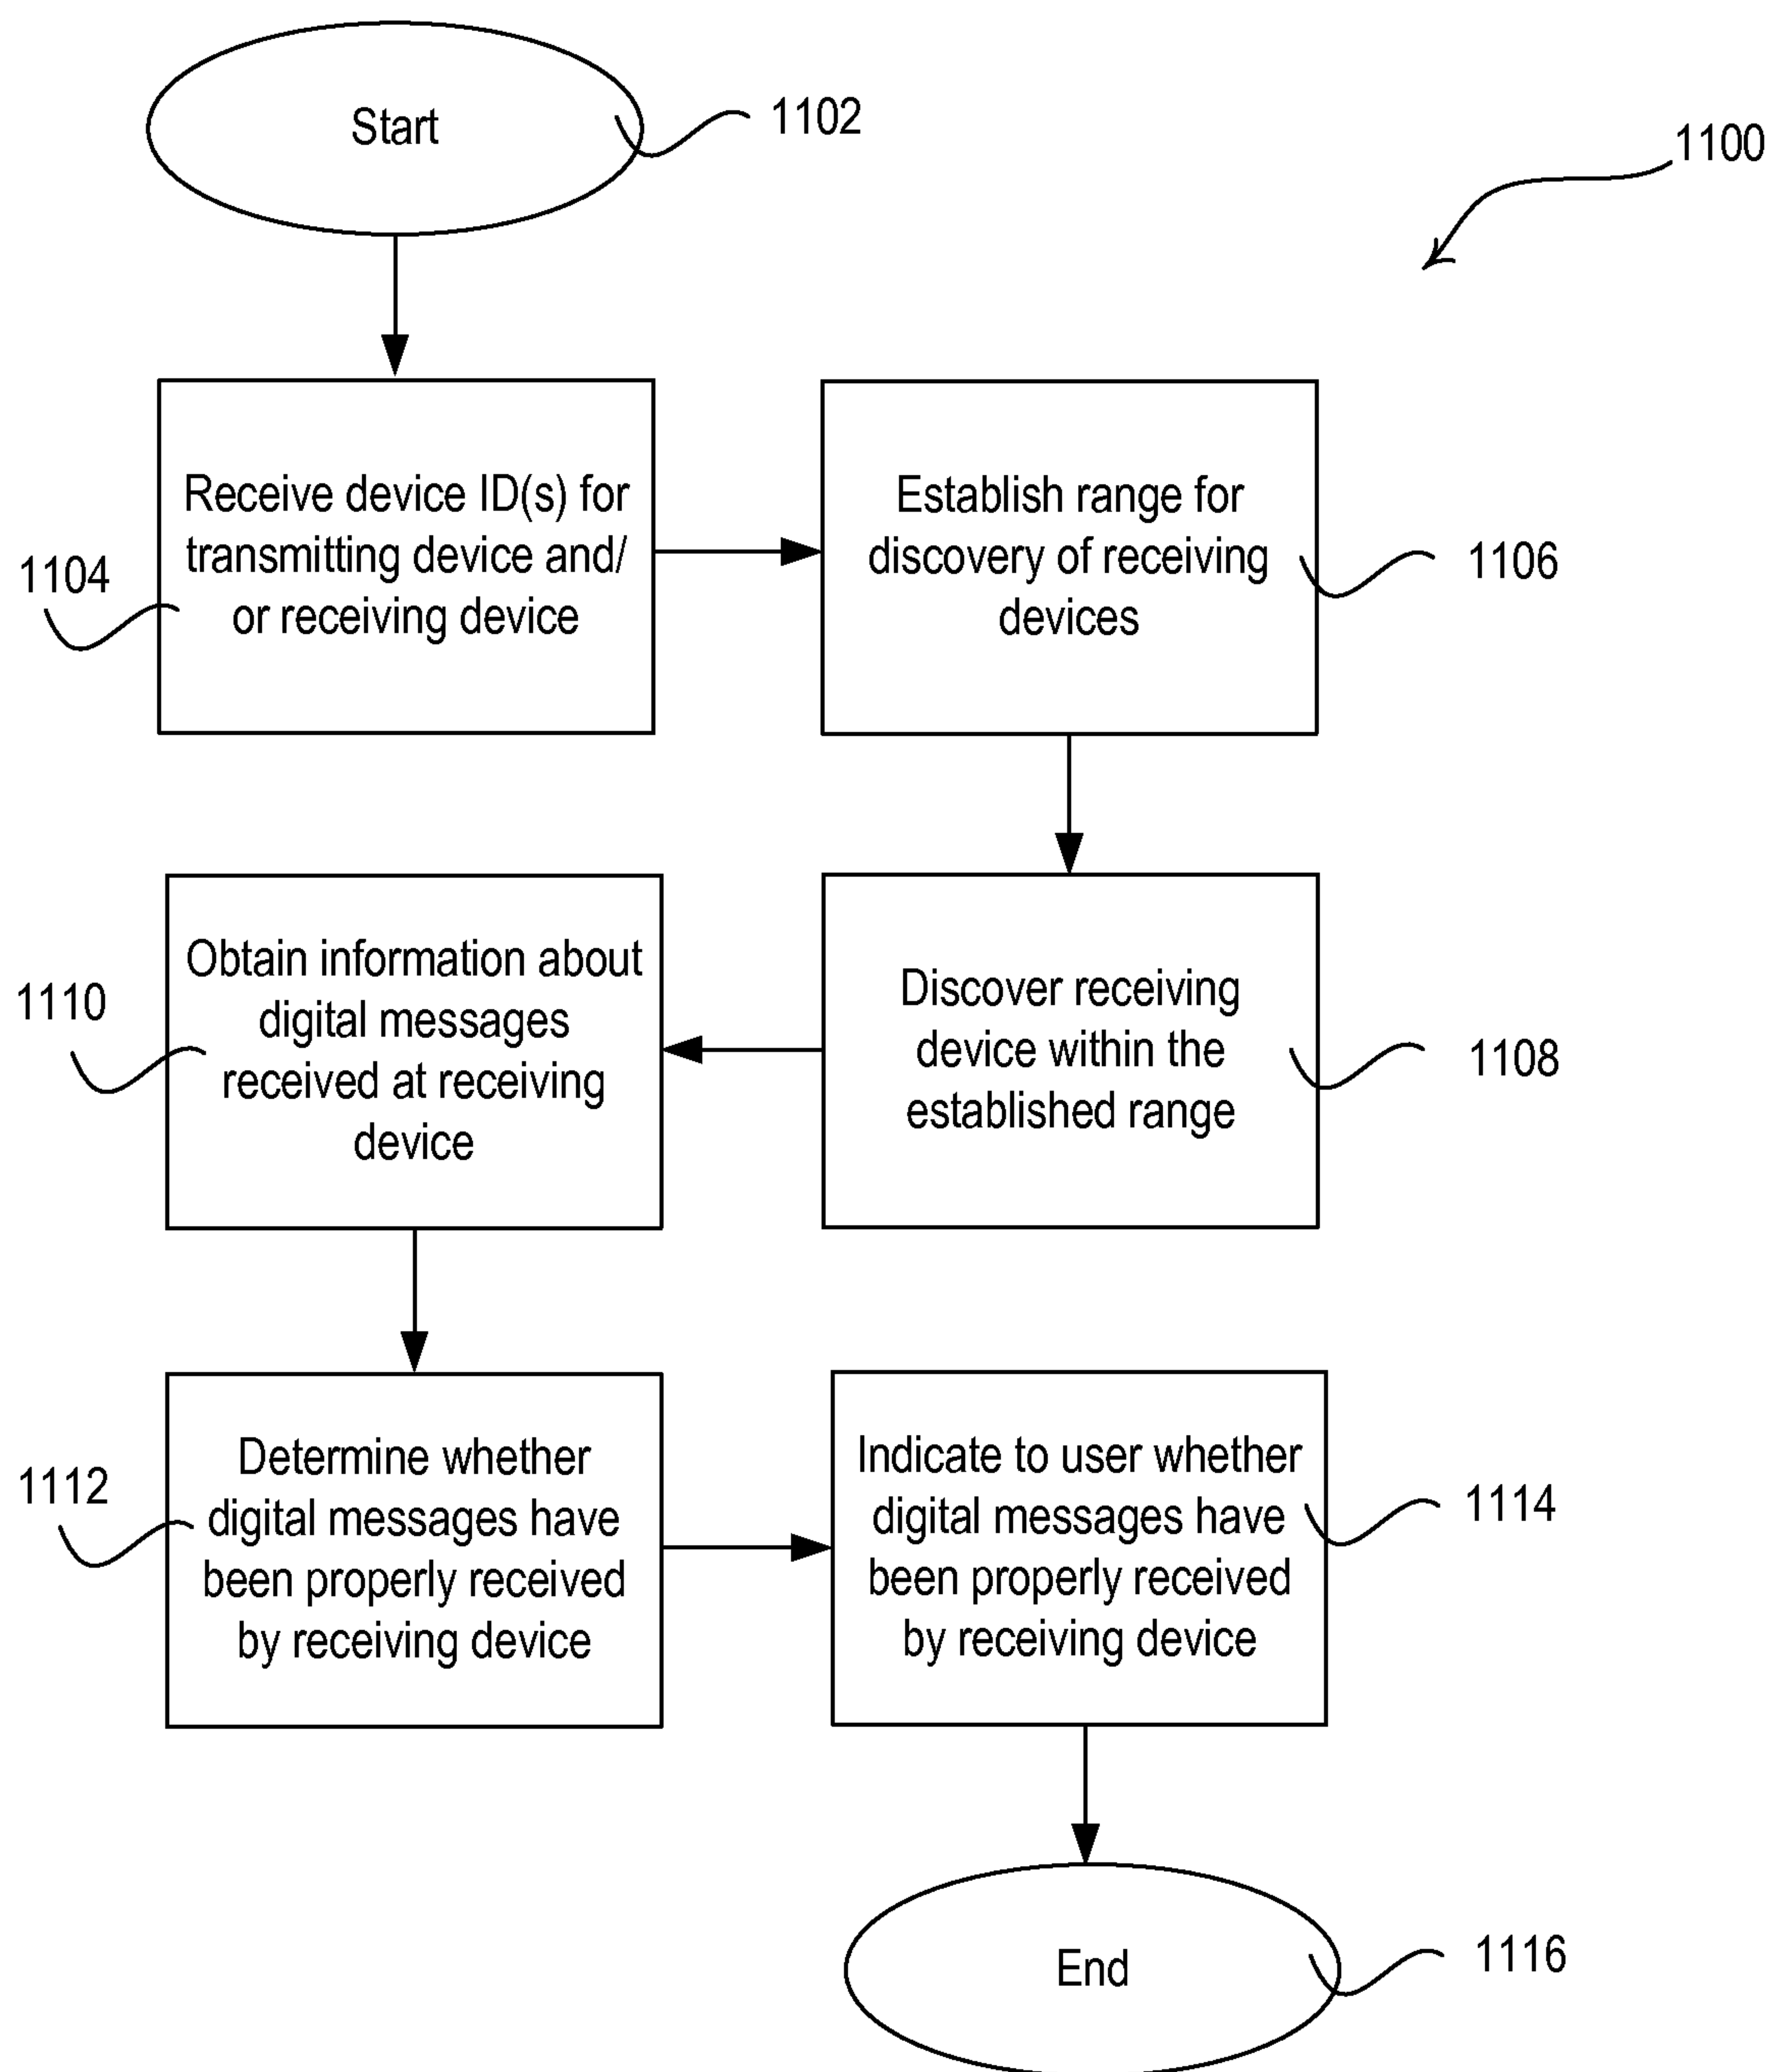 Start
1102
1100
Receive device ID(s) for
transmitting device and/
or receiving device
1104
Establish range for
discovery of receiving
devices
1106
Discover receiving
device within the
established range
1108
Obtain information about
digital messages
received at receiving
device
1110
Determine whether
digital messages have
been properly received
by receiving device
1112
Indicate to user whether
digital messages have
been properly received
by receiving device
1114
End
1116